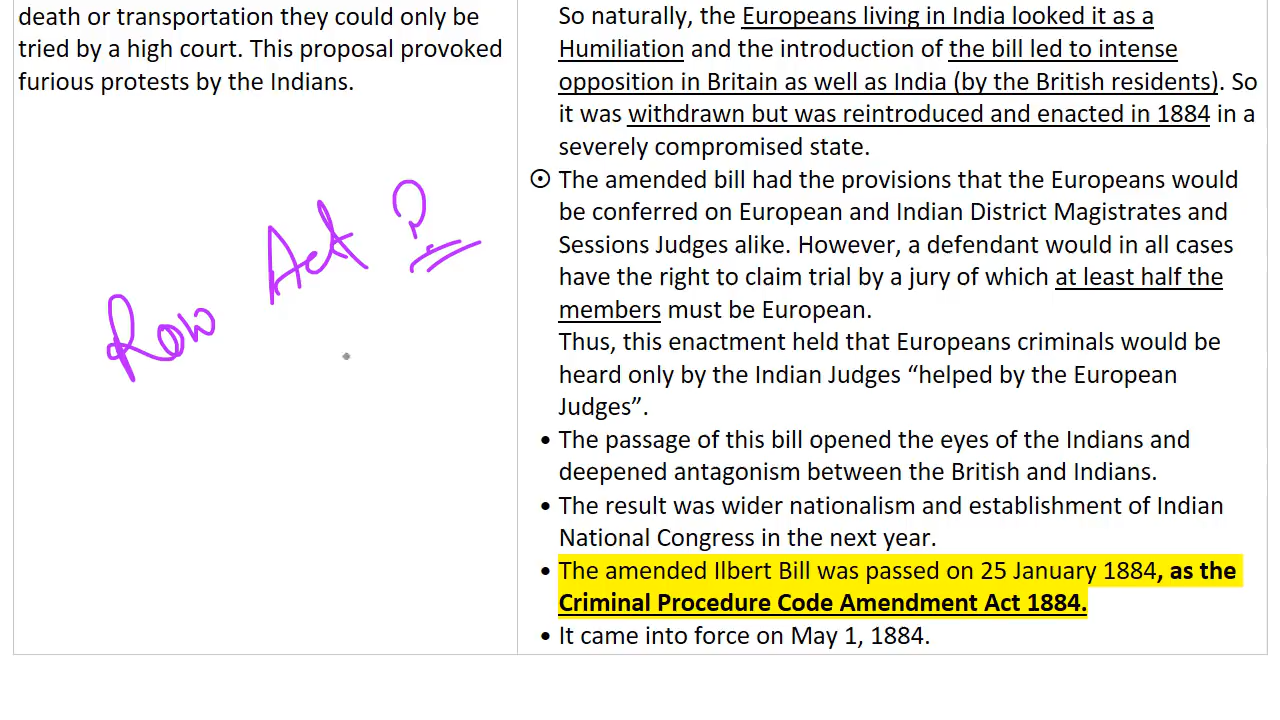 death or transportation they could only be
tried by a high court. This proposal provoked
furious protests by the Indians.
Row Act ?
So naturally, the Europeans living in India looked it as a
Humiliation and the introduction of the bill led to intense
opposition in Britain as well as India (by the British residents). So
it was withdrawn but was reintroduced and enacted in 1884 in a
severely compromised state.
The amended bill had the provisions that the Europeans would
be conferred on European and Indian District Magistrates and
Sessions Judges alike. However, a defendant would in all cases
have the right to claim trial by a jury of which at least half the
members must be European.
Thus, this enactment held that Europeans criminals would be
heard only by the Indian Judges “helped by the European
Judges”.
• The passage of this bill opened the eyes of the Indians and
deepened antagonism between the British and Indians.
• The result was wider nationalism and establishment of Indian
National Congress in the next year.
• The amended Ilbert Bill was passed on 25 January 1884, as the
Criminal Procedure Code Amendment Act 1884.
• It came into force on May 1, 1884.